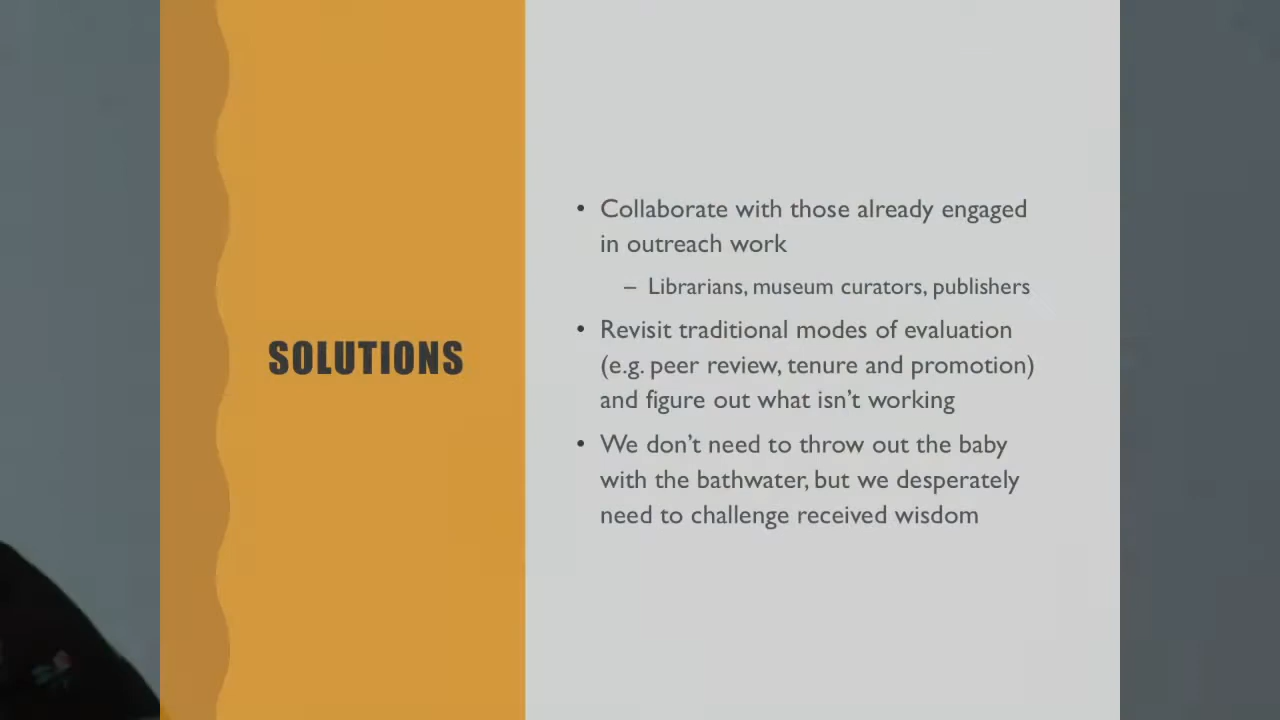 SOLUTIONS
• Collaborate with those already engaged
in outreach work
– Librarians, museum curators, publishers
• Revisit traditional modes of evaluation
(e.g. peer review, tenure and promotion)
and figure out what isn't working
• We don't need to throw out the baby
with the bathwater, but we desperately
need to challenge received wisdom